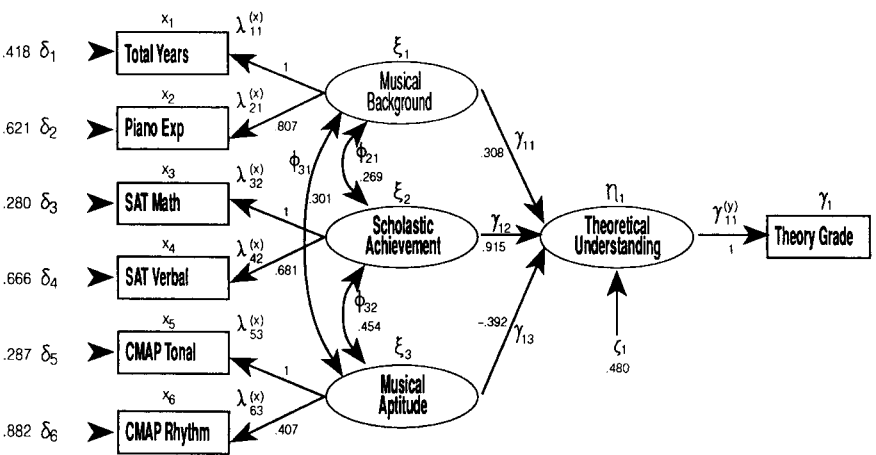 x₁ λ₁₁⁽ˣ⁾
.418 δ₁ Total Years
1
ξ₁
Musical
Background
x₂ λ₂₁⁽ˣ⁾
.621 δ₂ Piano Exp
.807
γ₁₁
.308
ϕ₃₁
.301
ϕ₂₁
.269
x₃ λ₃₂⁽ˣ⁾
.280 δ₃ SAT Math
1
ξ₂
Scholastic
Achievement
γ₁₂
.915
η₁
Theoretical
Understanding
γ₁₁⁽ʸ⁾
1
γ₁
Theory Grade
x₄ λ₄₂⁽ˣ⁾
.666 δ₄ SAT Verbal
.681
ϕ₃₂
.454
-.392
γ₁₃
ς₁
.480
x₅ λ₅₃⁽ˣ⁾
.287 δ₅ CMAP Tonal
1
ξ₃
Musical
Aptitude
x₆ λ₆₃⁽ˣ⁾
.882 δ₆ CMAP Rhythm
.407